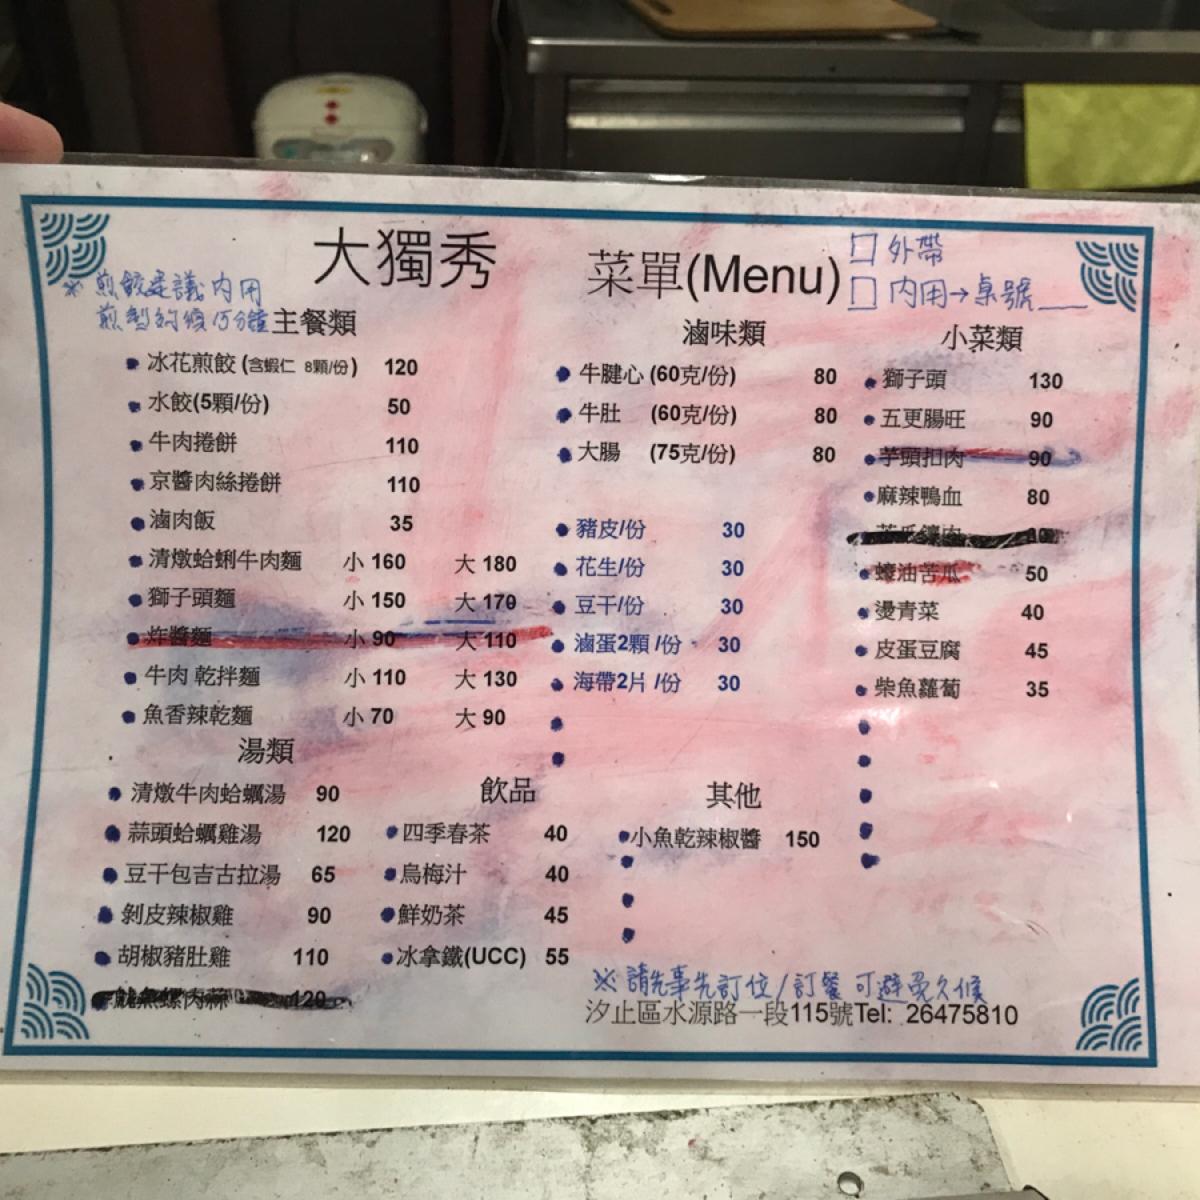 大獨秀
菜單(Menu)
□ 外帶
□ 內用→桌號___
※ 煎餃建議內用
煎製約須15分鐘
主餐類
冰花煎餃 (含蝦仁 8顆/份) 120
水餃(5顆/份) 50
牛肉捲餅 110
京醬肉絲捲餅 110
滷肉飯 35
清燉蛤蜊牛肉麵 小 160 大 180
獅子頭麵 小 150 大 170
炸醬麵 小 90 大 110
牛肉 乾拌麵 小 110 大 130
魚香辣乾麵 小 70 大 90
湯類
清燉牛肉蛤蠣湯 90
蒜頭蛤蠣雞湯 120
豆干包吉古拉湯 65
剝皮辣椒雞 90
胡椒豬肚雞 110
魷魚螺肉蒜 120
飲品
四季春茶 40
烏梅汁 40
鮮奶茶 45
冰拿鐵(UCC) 55
滷味類
牛腱心 (60克/份) 80
牛肚 (60克/份) 80
大腸 (75克/份) 80
豬皮/份 30
花生/份 30
豆干/份 30
滷蛋2顆 /份 30
海帶2片 /份 30
其他
小魚乾辣椒醬 150
小菜類
獅子頭 130
五更腸旺 90
芋頭扣肉 90
麻辣鴨血 80
蠔油苦瓜 50
燙青菜 40
皮蛋豆腐 45
柴魚蘿蔔 35
※ 請先事先訂位/訂餐 可避免久候
汐止區水源路一段115號Tel: 26475810